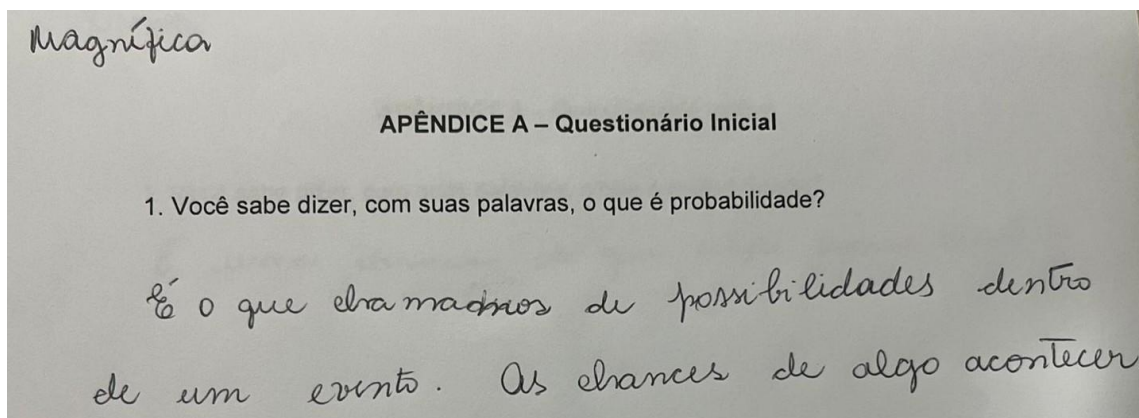 Magnífica
APÊNDICE A – Questionário Inicial
1. Você sabe dizer, com suas palavras, o que é probabilidade?
É o que chamamos de possibilidades dentro
de um evento. As chances de algo acontecer